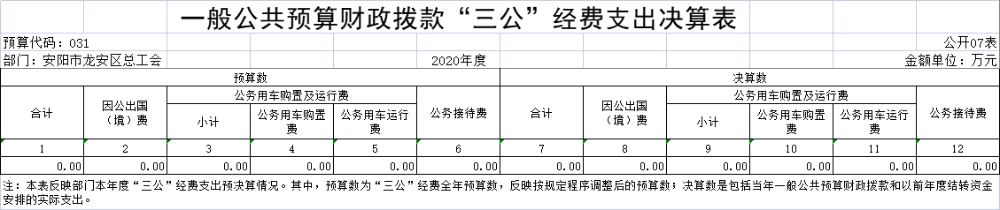 一般公共预算财政拨款“三公”经费支出决算表
预算代码：031 公开07表
部门：安阳市龙安区总工会 2020年度 金额单位：万元
预算数 决算数
合计 因公出国（境）费 公务用车购置及运行费 公务接待费 合计 因公出国（境）费 公务用车购置及运行费 公务接待费
小计 公务用车购置费 公务用车运行费 小计 公务用车购置费 公务用车运行费
1 2 3 4 5 6 7 8 9 10 11 12
0.00 0.00 0.00 0.00 0.00 0.00 0.00 0.00 0.00 0.00 0.00 0.00
注：本表反映部门本年度“三公”经费支出预决算情况。其中，预算数为“三公”经费全年预算数，反映按规定程序调整后的预算数；决算数是包括当年一般公共预算财政拨款和以前年度结转资金
安排的实际支出。